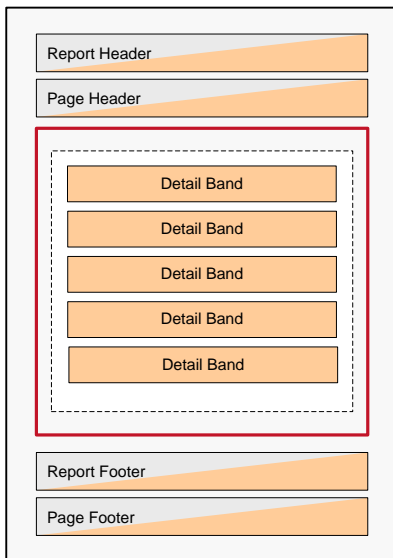 Report Header
Page Header
Detail Band
Detail Band
Detail Band
Detail Band
Detail Band
Report Footer
Page Footer